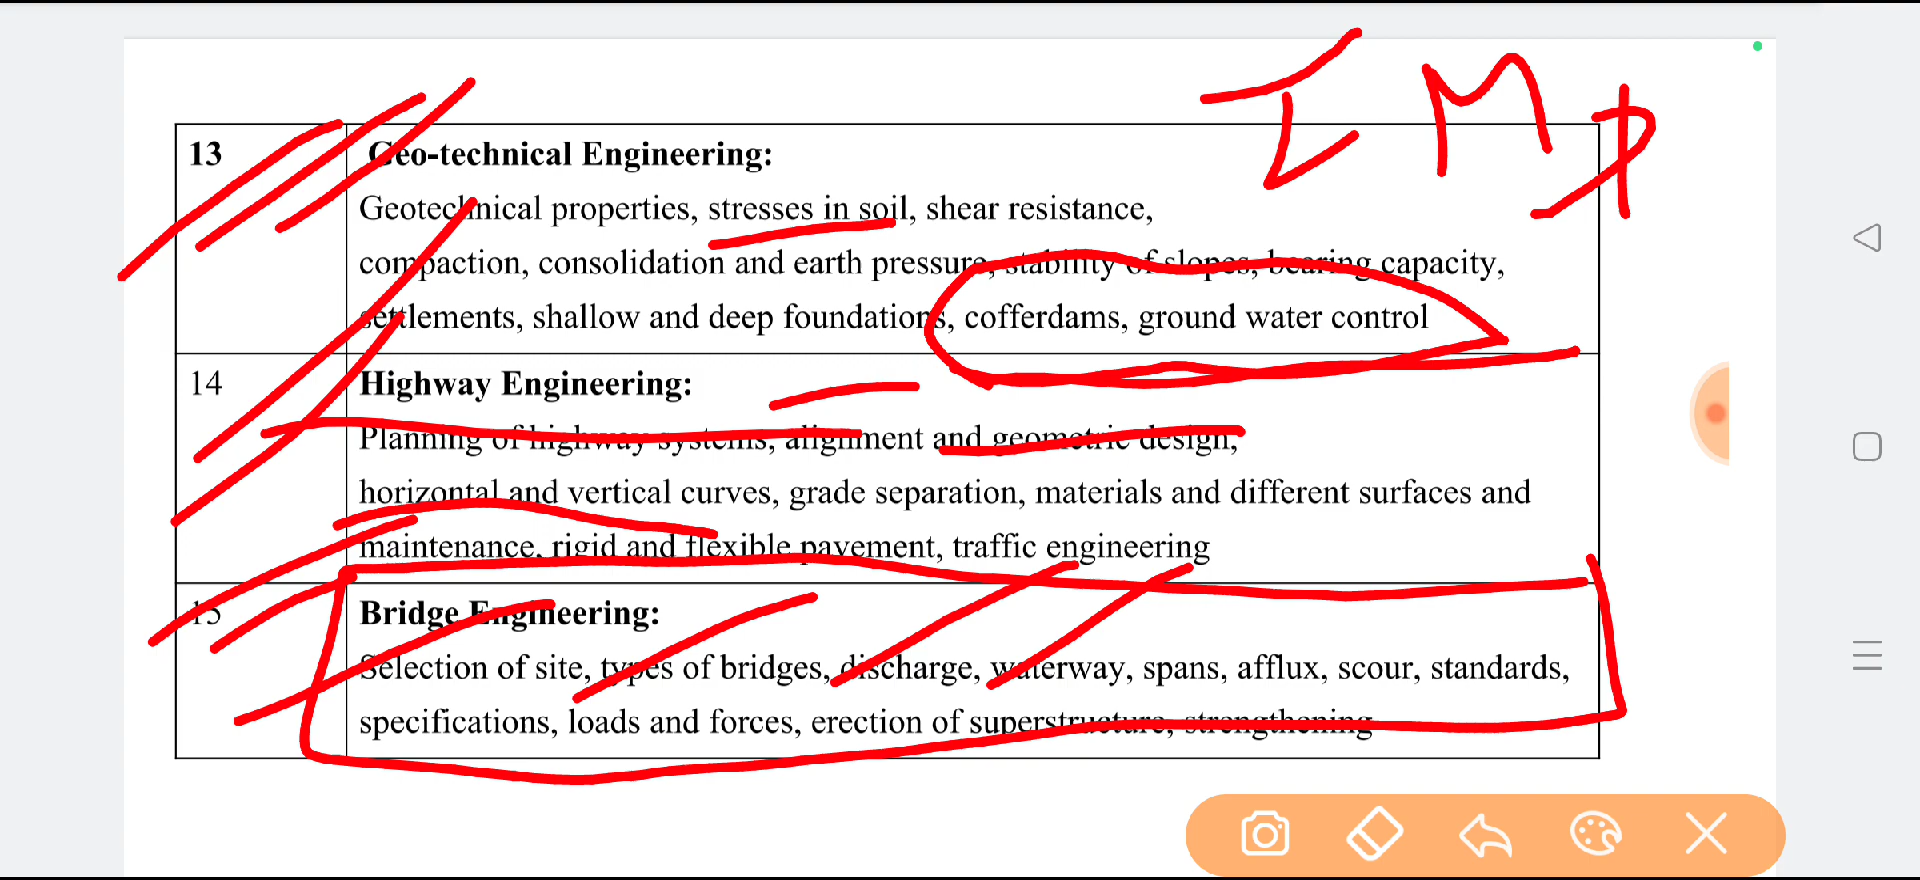 IMP
13 Geo-technical Engineering:
Geotechnical properties, stresses in soil, shear resistance,
compaction, consolidation and earth pressure, stability of slopes, bearing capacity,
settlements, shallow and deep foundations, cofferdams, ground water control
14 Highway Engineering:
Planning of highway systems, alignment and geometric design,
horizontal and vertical curves, grade separation, materials and different surfaces and
maintenance, rigid and flexible pavement, traffic engineering
15 Bridge Engineering:
Selection of site, types of bridges, discharge, waterway, spans, afflux, scour, standards,
specifications, loads and forces, erection of superstructure, strengthening